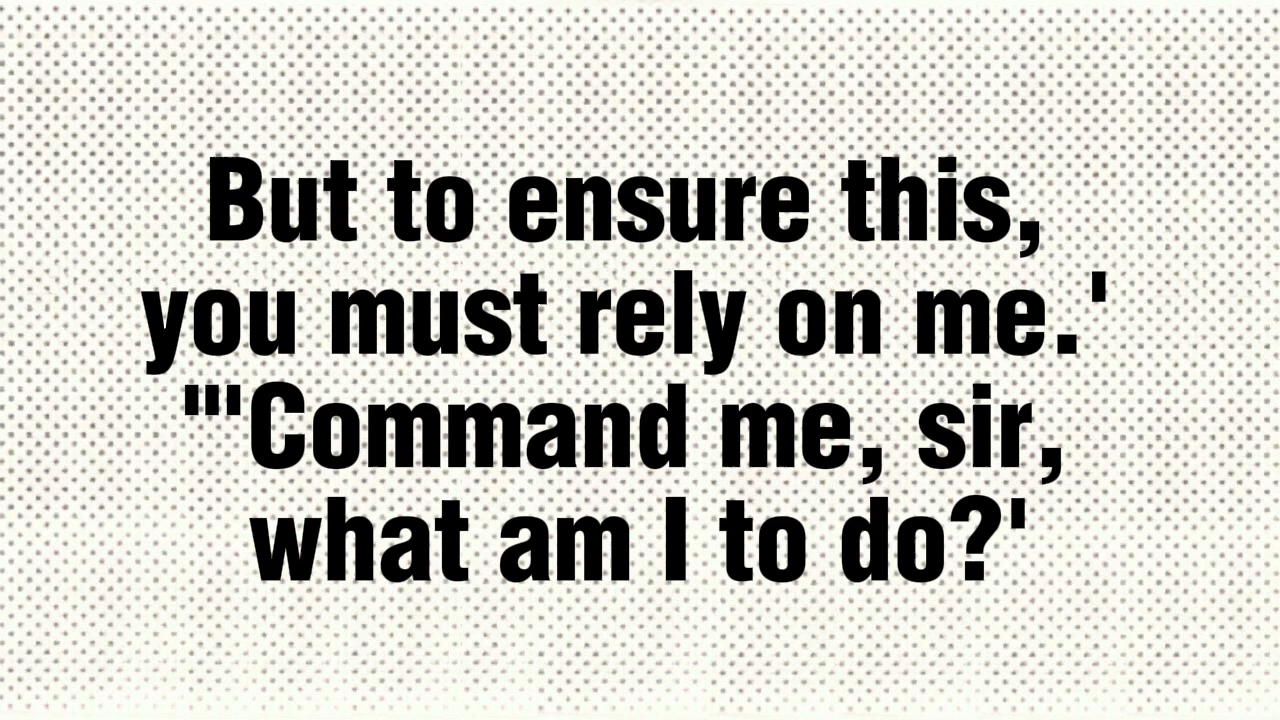 But to ensure this,
you must rely on me.'
"'Command me, sir,
what am I to do?'